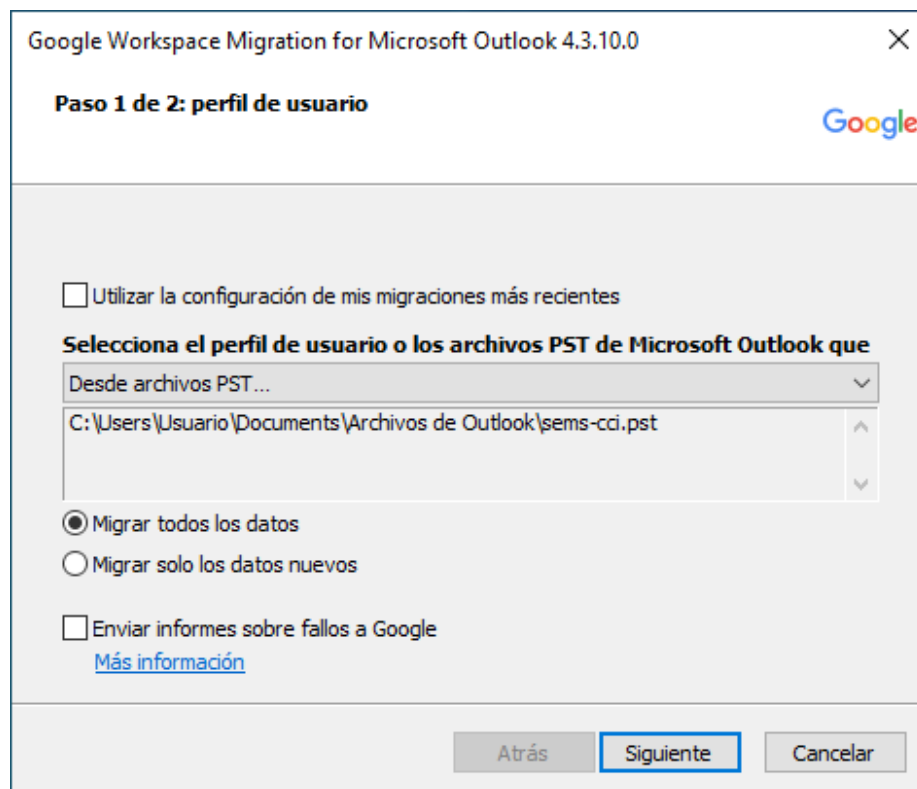 Google Workspace Migration for Microsoft Outlook 4.3.10.0
Paso 1 de 2: perfil de usuario
Google
Utilizar la configuración de mis migraciones más recientes
Selecciona el perfil de usuario o los archivos PST de Microsoft Outlook que
Desde archivos PST...
C:\Users\Usuario\Documents\Archivos de Outlook\sems-cci.pst
Migrar todos los datos
Migrar solo los datos nuevos
Enviar informes sobre fallos a Google
Más información
Atrás Siguiente Cancelar